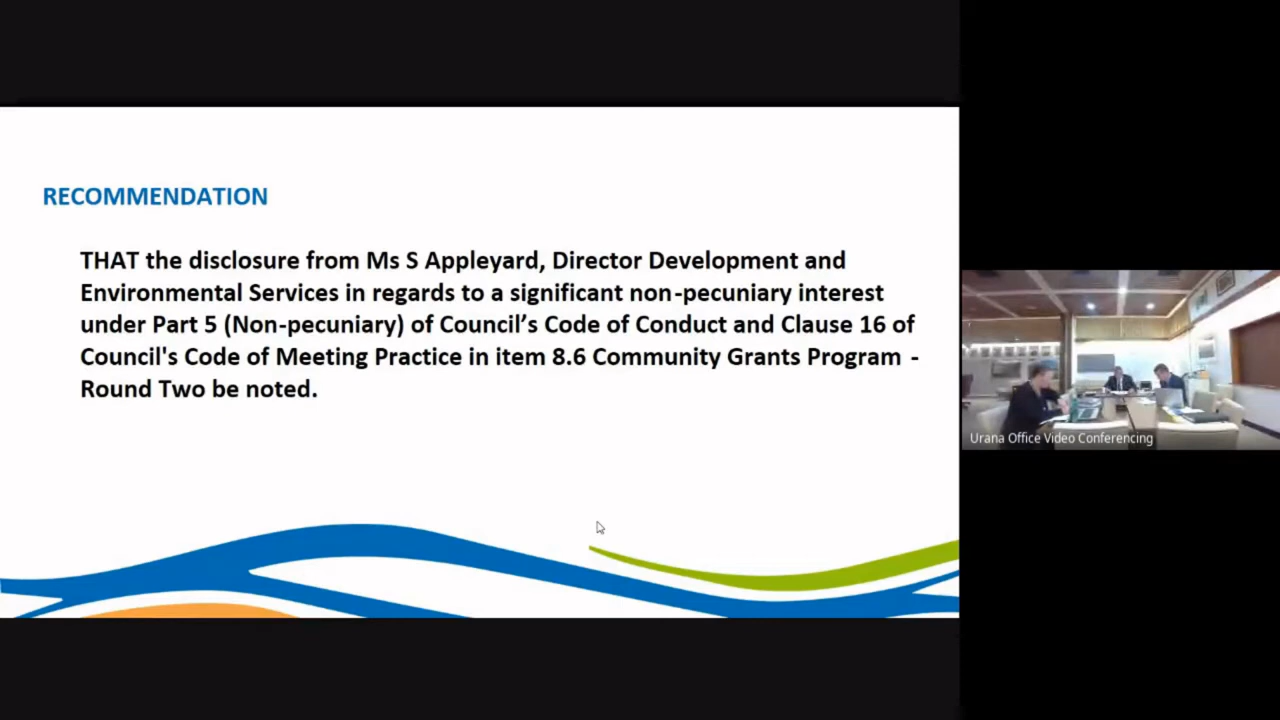 RECOMMENDATION
THAT the disclosure from Ms S Appleyard, Director Development and
Environmental Services in regards to a significant non-pecuniary interest
under Part 5 (Non-pecuniary) of Council’s Code of Conduct and Clause 16 of
Council's Code of Meeting Practice in item 8.6 Community Grants Program -
Round Two be noted.
Urana Office Video Conferencing